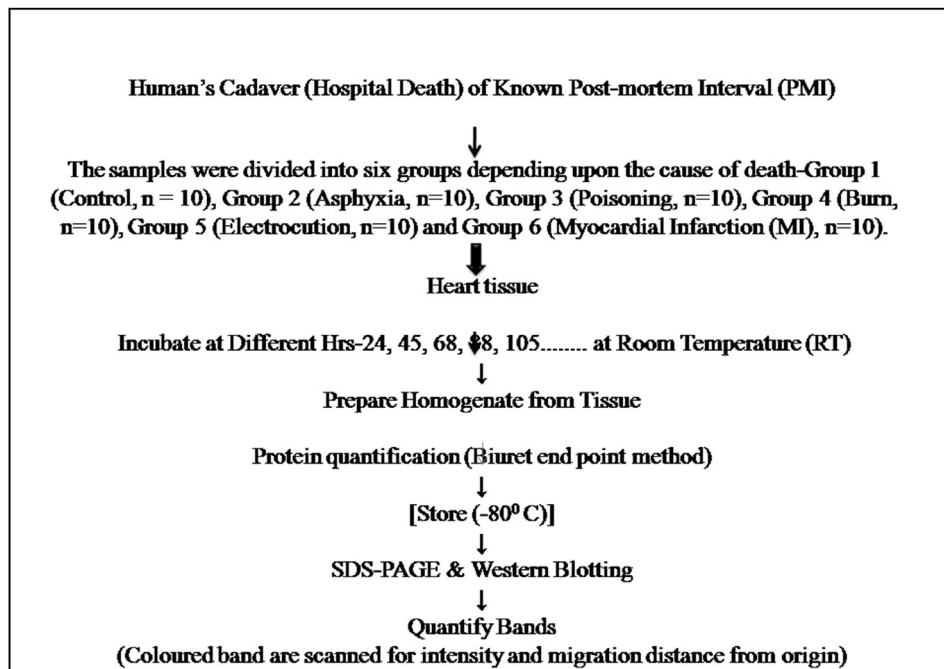 Human's Cadaver (Hospital Death) of Known Post-mortem Interval (PMI)
The samples were divided into six groups depending upon the cause of death-Group 1
(Control, n = 10), Group 2 (Asphyxia, n=10), Group 3 (Poisoning, n=10), Group 4 (Burn,
n=10), Group 5 (Electrocution, n=10) and Group 6 (Myocardial Infarction (MI), n=10).
Heart tissue
Incubate at Different Hrs-24, 45, 68, 105........ at Room Temperature (RT)
Prepare Homogenate from Tissue
Protein quantification (Biuret end point method)
[Store (-80⁰ C)]
SDS-PAGE & Western Blotting
Quantify Bands
(Coloured band are scanned for intensity and migration distance from origin)